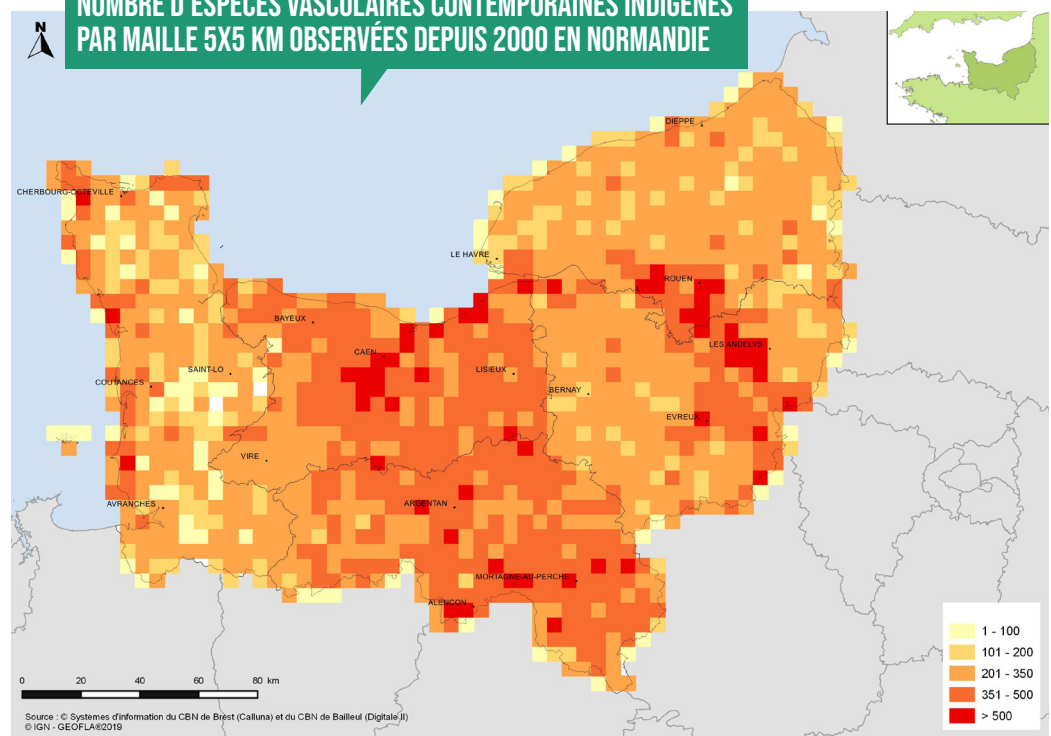 NOMBRE D'ESPÈCES VASCULAIRES CONTEMPORAINES INDIGÈNES
PAR MAILLE 5X5 KM OBSERVÉES DEPUIS 2000 EN NORMANDIE
N
DIEPPE
CHERBOURG-OCTEVILLE
LE HAVRE
ROUEN
BAYEUX
CAEN
LES ANDELYS
SAINT-LO
LISIEUX
COUTANCES
BERNAY
EVREUX
VIRE
AVRANCHES
ARGENTAN
MORTAGNE-AU-PERCHE
ALENCON
1 - 100
101 - 200
201 - 350
351 - 500
> 500
0 20 40 60 80 km
Source : © Systèmes d'information du CBN de Brest (Calluna) et du CBN de Bailleul (Digitale II)
© IGN - GEOFLA®2019